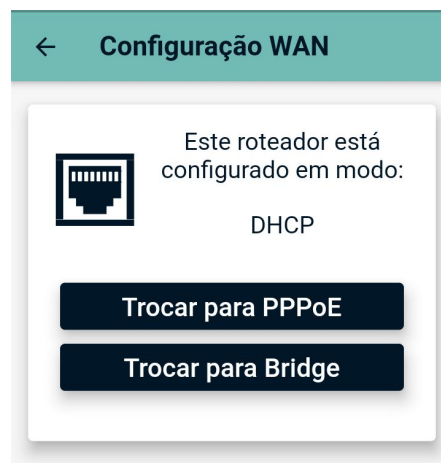 Configuração WAN
Este roteador está
configurado em modo:
DHCP
Trocar para PPPoE
Trocar para Bridge